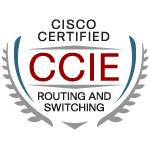 CISCO
CERTIFIED
CCIE
ROUTING AND
SWITCHING